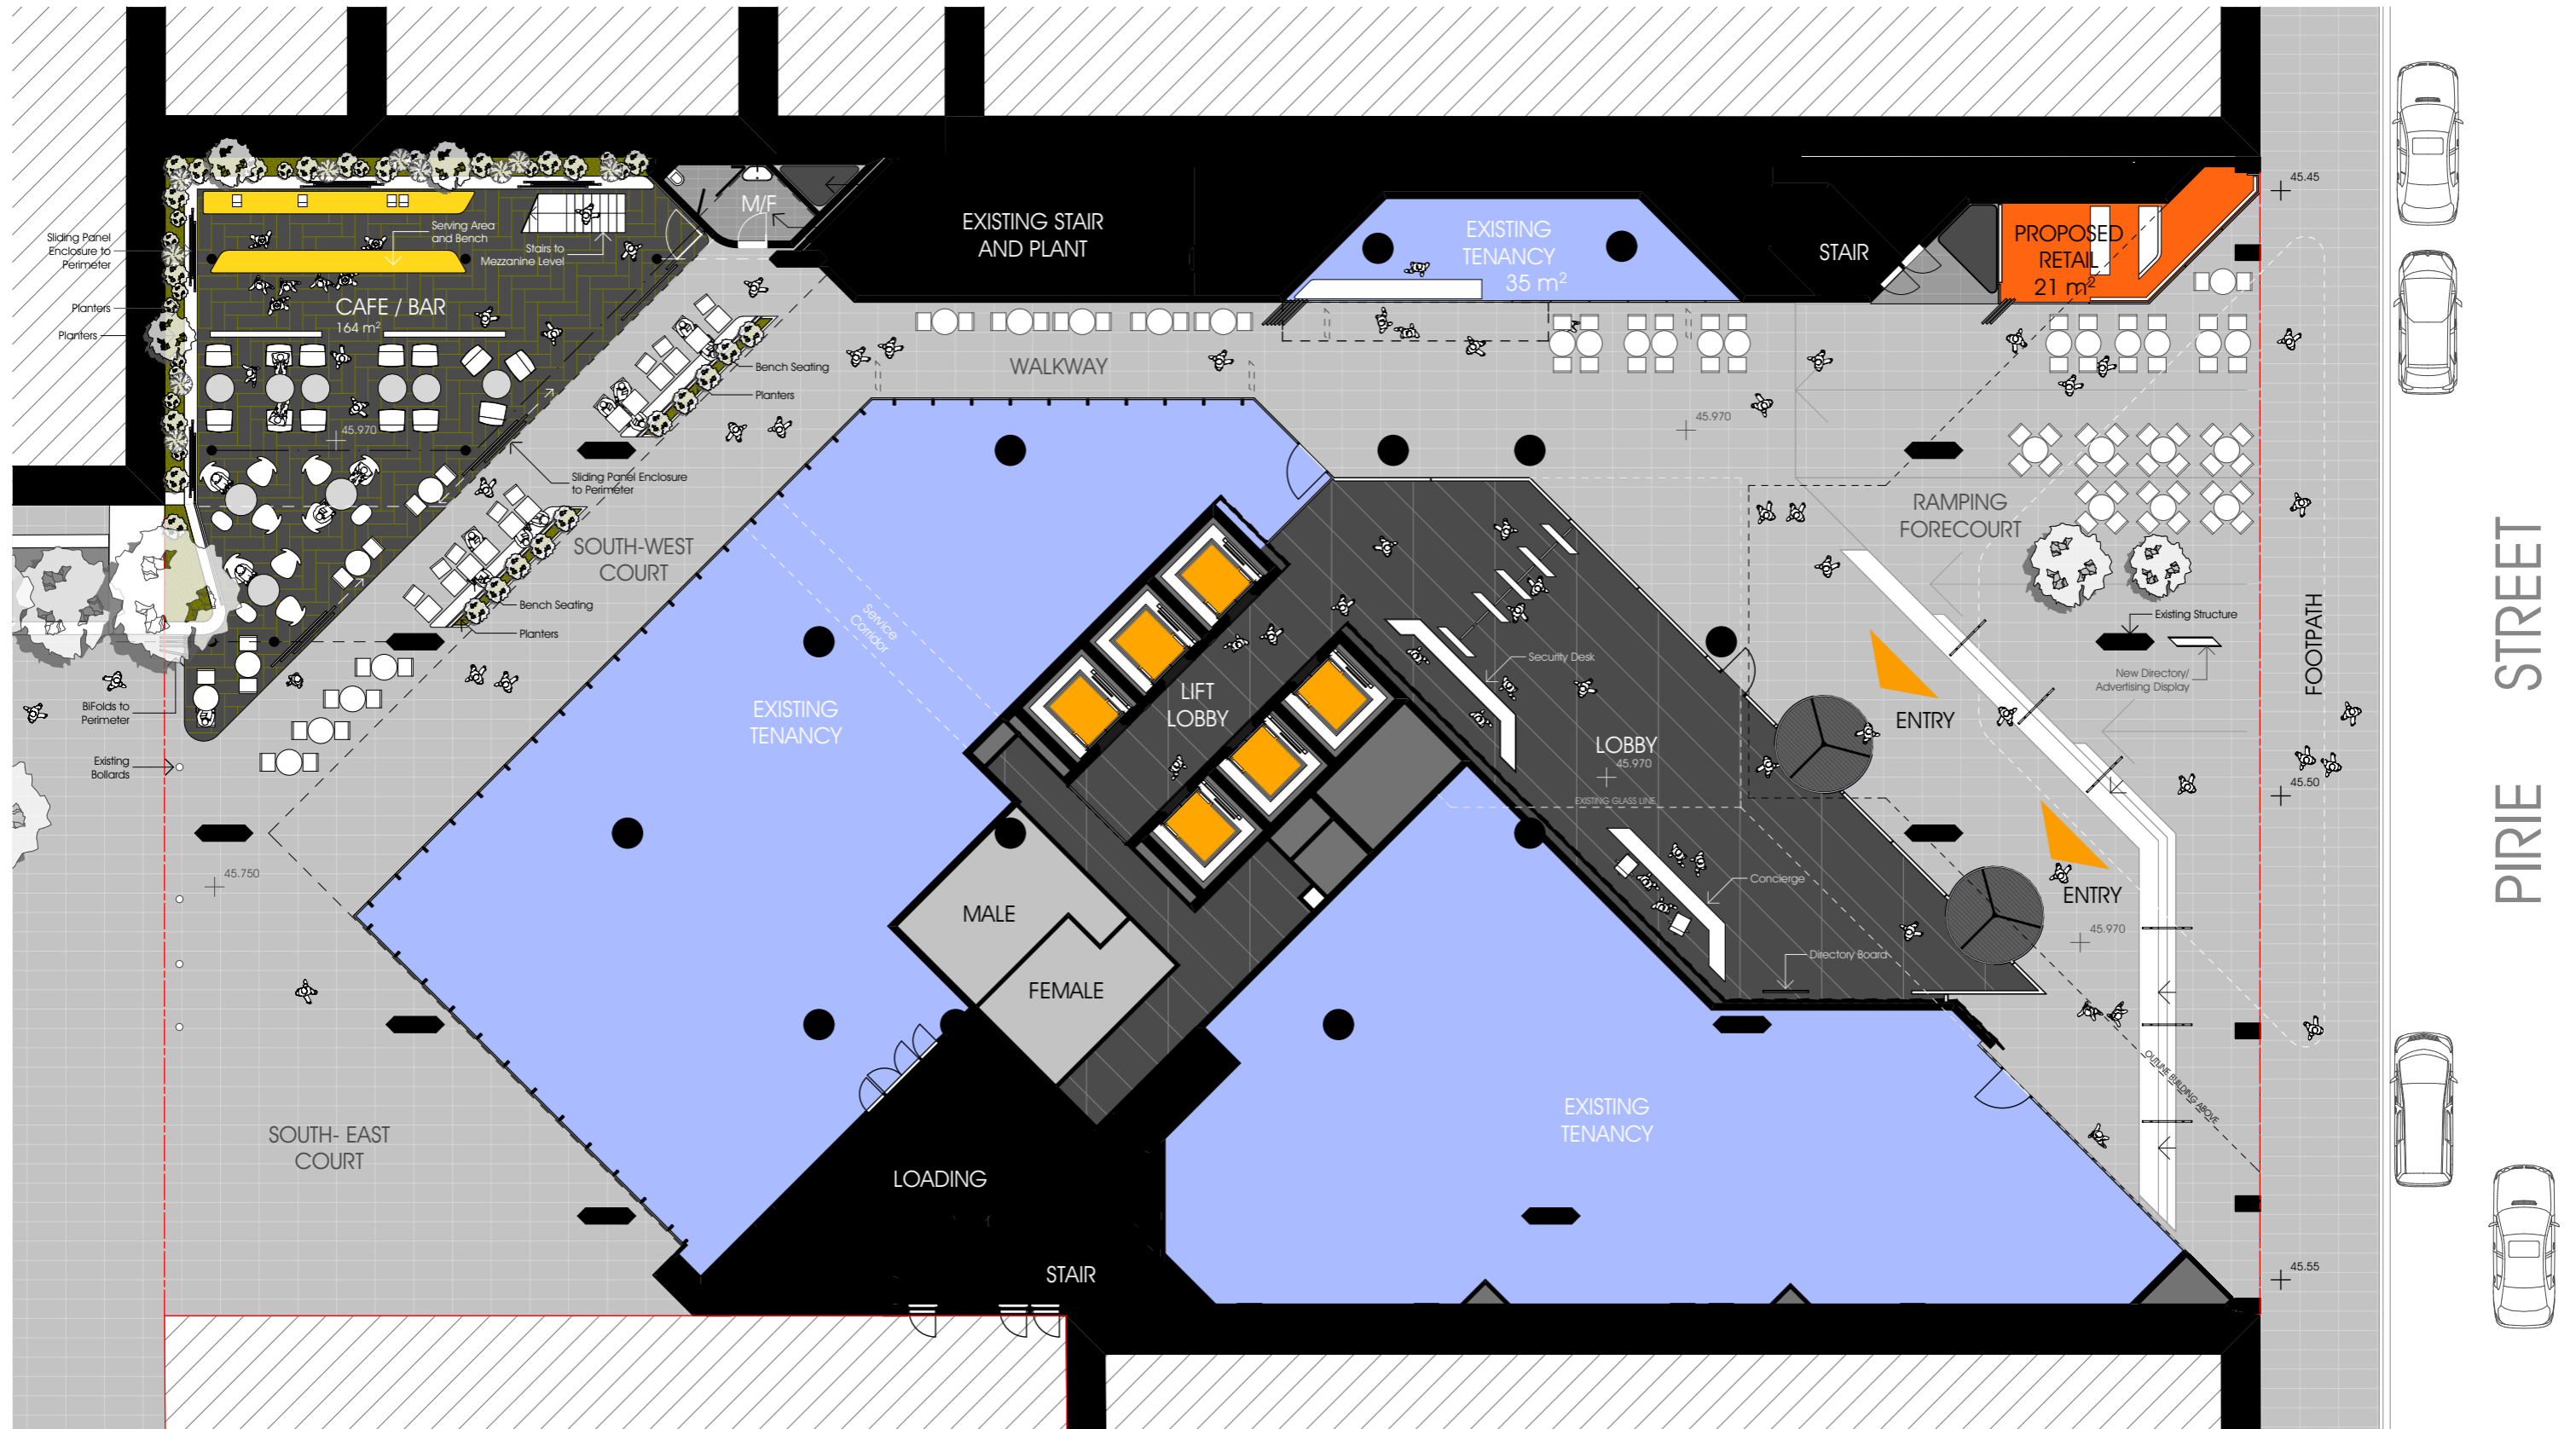 Sliding Panel
Enclosure to
Perimeter
Planters
Planters
Serving Area
and Bench
Stairs to
Mezzanine Level
CAFE / BAR
164 m²
45.970
M/F
EXISTING STAIR
AND PLANT
EXISTING
TENANCY
35 m²
STAIR
PROPOSED
RETAIL
21 m²
45.45
WALKWAY
Bench Seating
Planters
45.970
Sliding Panel Enclosure
to Perimeter
SOUTH-WEST
COURT
Bench Seating
Planters
RAMPING
FORECOURT
Existing Structure
New Directory/
Advertising Display
FOOTPATH
PIRIE STREET
BiFolds to
Perimeter
Existing
Bollards
45.750
Service
Corridor
EXISTING
TENANCY
LIFT
LOBBY
Security Desk
LOBBY
45.970
EXISTING GLASS LINE
ENTRY
ENTRY
45.50
45.970
Concierge
Directory Board
MALE
FEMALE
OUTLINE BUILDING ABOVE
SOUTH- EAST
COURT
EXISTING
TENANCY
LOADING
STAIR
45.55